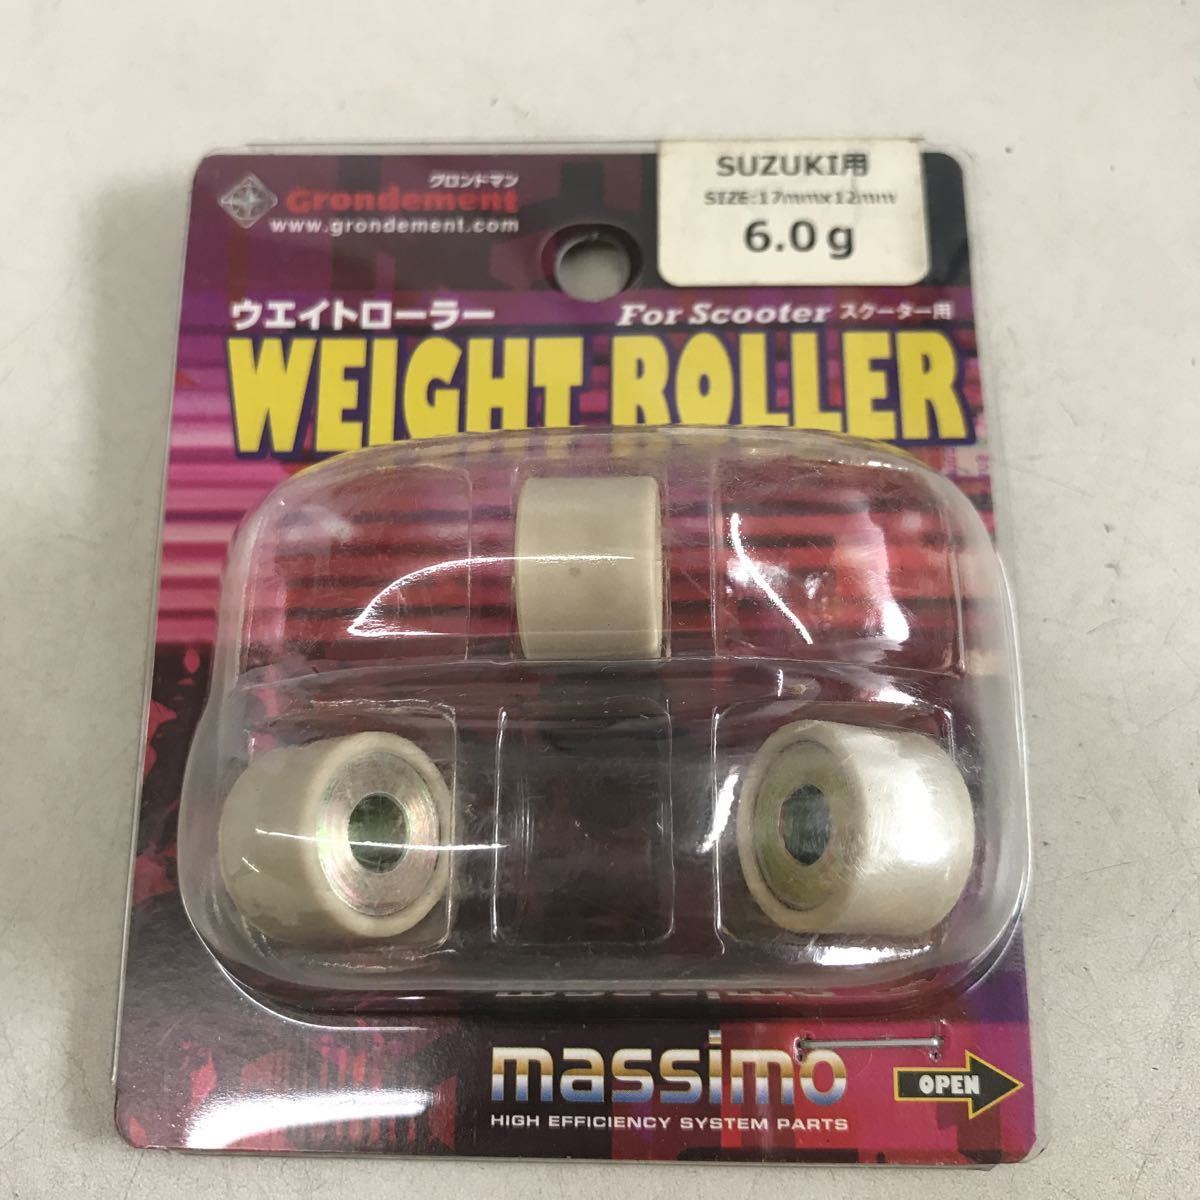 グロンドマン
Grondement
www.grondement.com
SUZUKI用
SIZE:17mmx12mm
6.0g
ウエイトローラー
For Scooter スクーター用
WEIGHT ROLLER
massimo
HIGH EFFICIENCY SYSTEM PARTS
OPEN